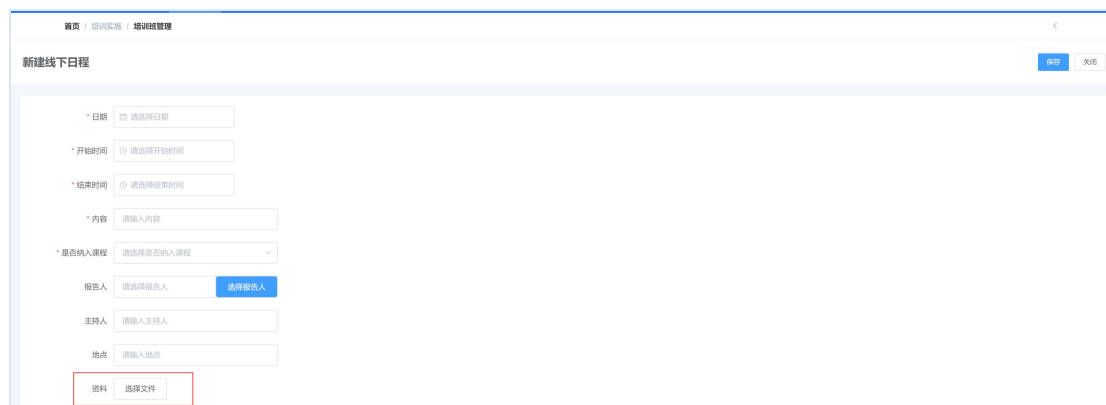 首页 / 培训实施 / 培训班管理
新建线下日程
保存 关闭
* 日期 请选择日期
* 开始时间 请选择开始时间
* 结束时间 请选择结束时间
* 内容 请输入内容
* 是否纳入课程 请选择是否纳入课程
报告人 请选择报告人 选择报告人
主持人 请输入主持人
地点 请输入地点
资料 选择文件